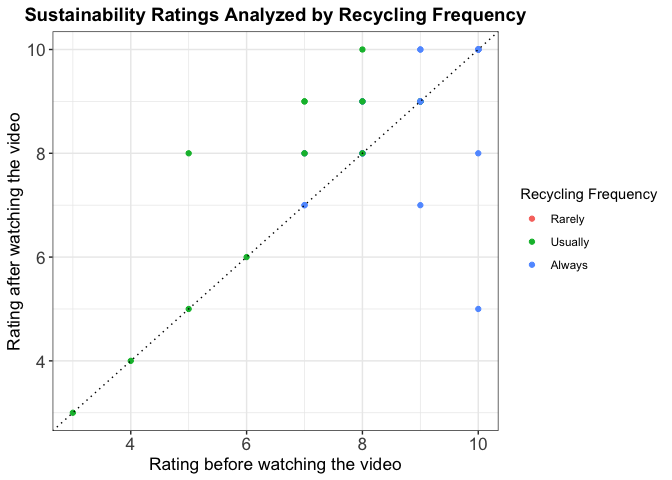 Sustainability Ratings Analyzed by Recycling Frequency
Rating after watching the video
10
8
6
4
4 6 8 10
Rating before watching the video
Recycling Frequency
Rarely
Usually
Always